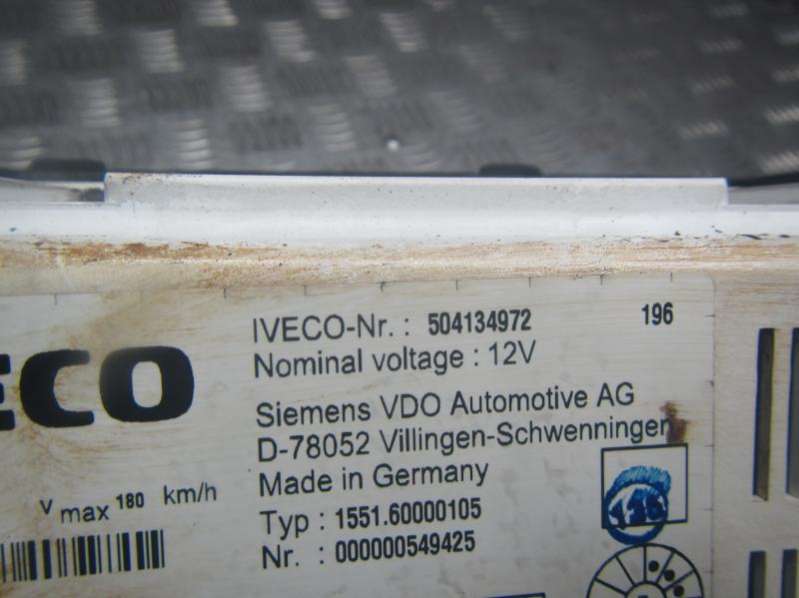 IVECO-Nr. : 504134972 196
Nominal voltage : 12V
ECO
Siemens VDO Automotive AG
D-78052 Villingen-Schwenningen
Made in Germany
v max 180 km/h
Typ : 1551.60000105
Nr. : 000000549425